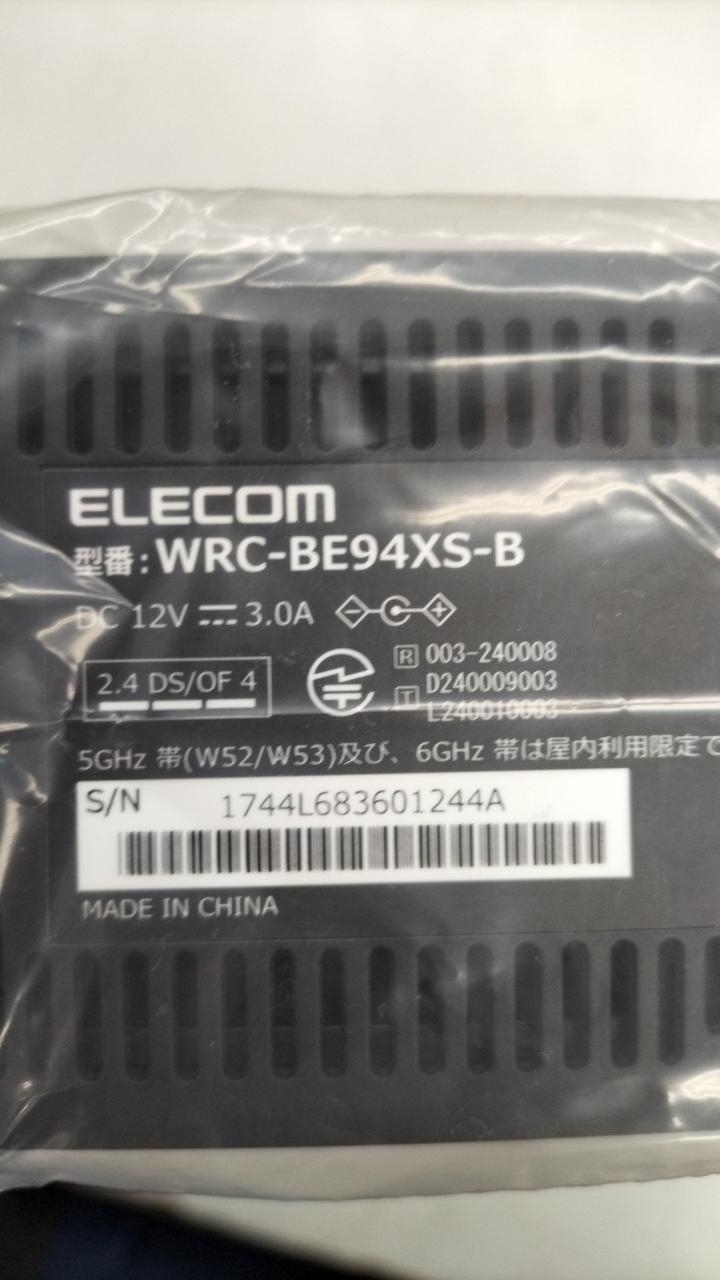 ELECOM
型番:WRC-BE94XS-B
DC 12V ⎓ 3.0A
2.4 DS/OF 4
R 003-240008
T D240009003
L240010003
5GHz 帯(W52/W53)及び、6GHz 帯は屋内利用限定で
S/N 1744L683601244A
MADE IN CHINA